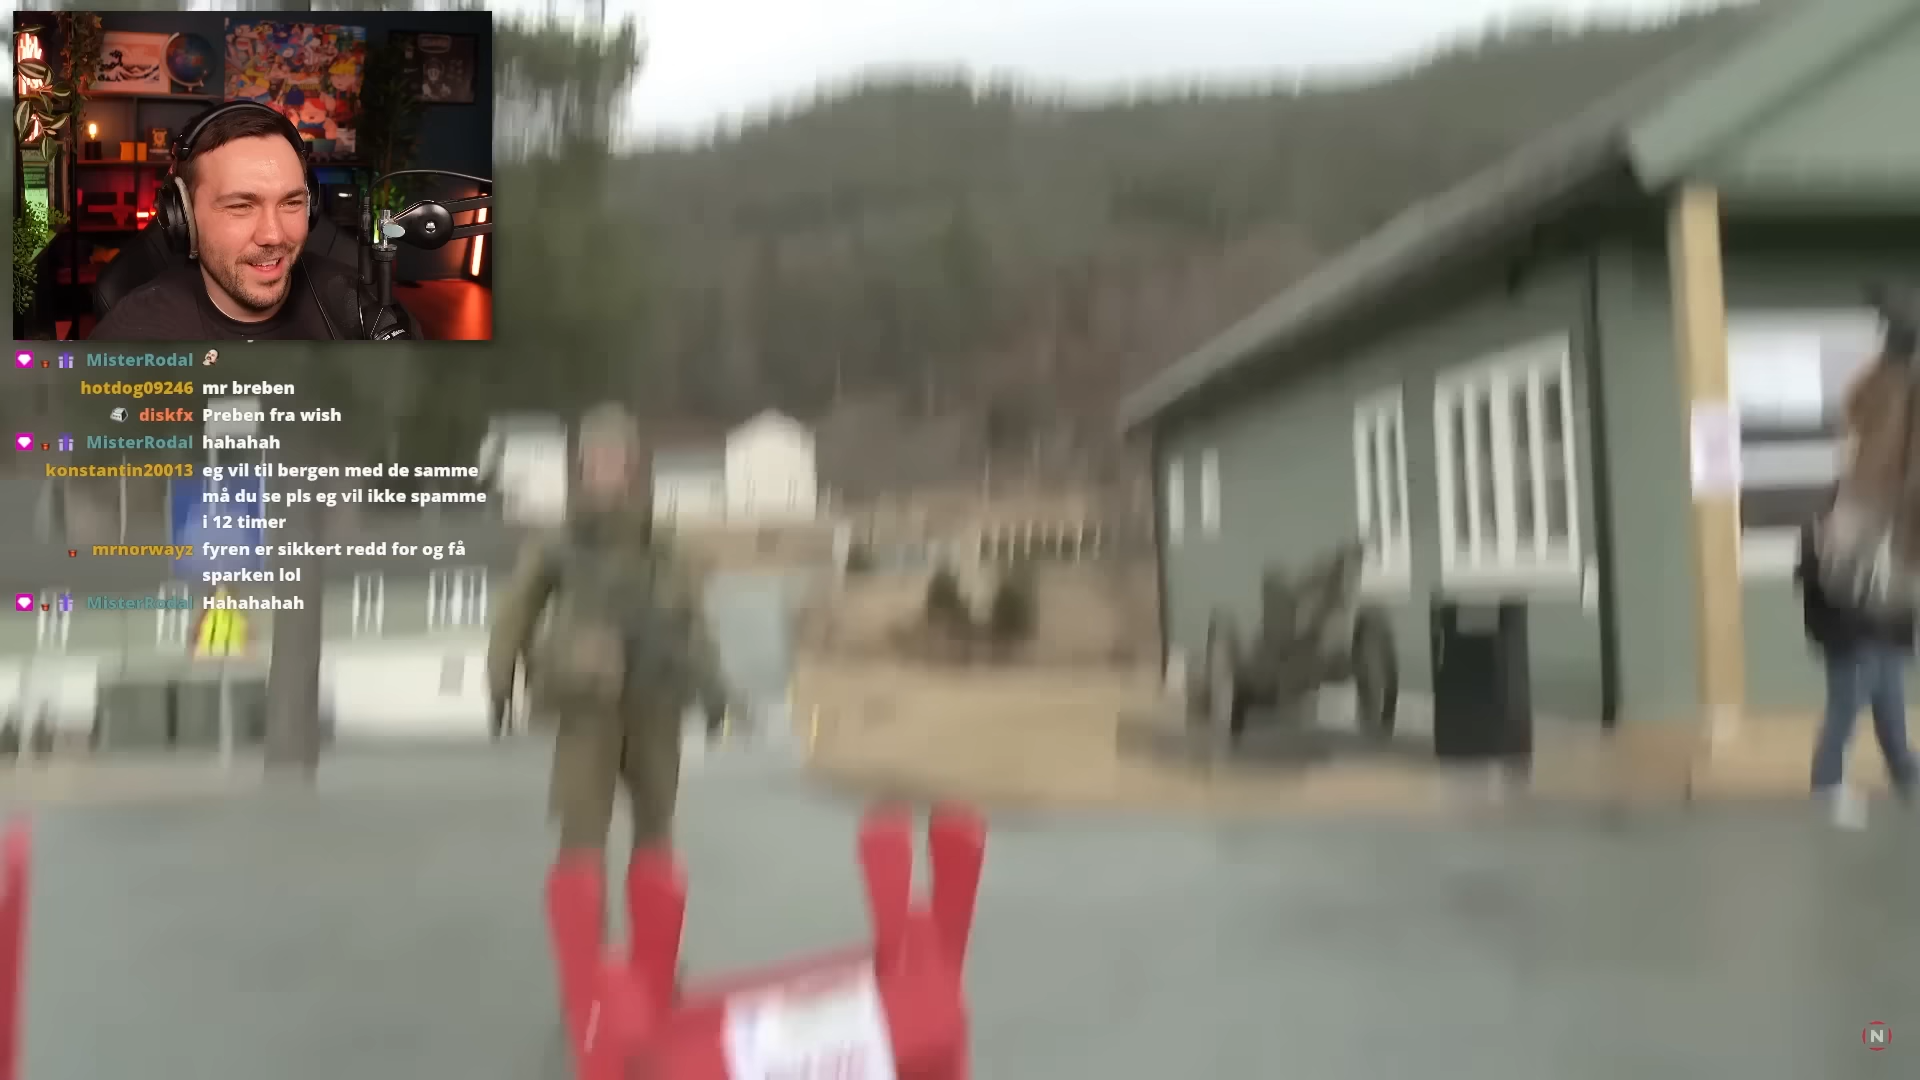 MisterRodal
hotdog09246 mr breben
diskfx Preben fra wish
MisterRodal hahahah
konstantin20013 eg vil til bergen med de samme
må du se pls eg vil ikke spamme
i 12 timer
mrnorwayz fyren er sikkert redd for og få
sparken lol
MisterRodal Hahahahah
N